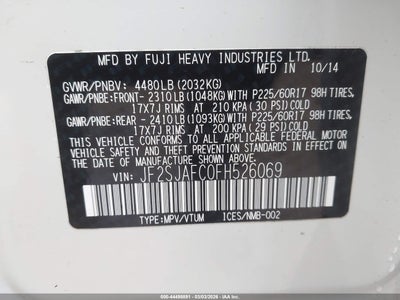 MFD. BY FUJI HEAVY INDUSTRIES LTD.
MADE IN 10/14
GVWR/PNBV: 4480LB (2032KG)
GAWR/PNBE:FRONT- 2310LB (1048KG)WITH P225/60R17 98H TIRES,
17X7J RIMS AT 210 KPA (30 PSI)COLD
GAWR/PNBE:REAR - 2410LB (1093KG)WITH P225/60R17 98H TIRES,
17X7J RIMS AT 200 KPA (29 PSI)COLD
THIS VEHICLE CONFORMS TO ALL APPLICABLE FEDERAL MOTOR
VEHICLE SAFETY STANDARDS IN EFFECT ON
THE DATE OF MANUFACTURE SHOWN ABOVE.
VIN: JF2SJAFC0FH526069
TYPE:MPV/VTUM ICES/NMB-002